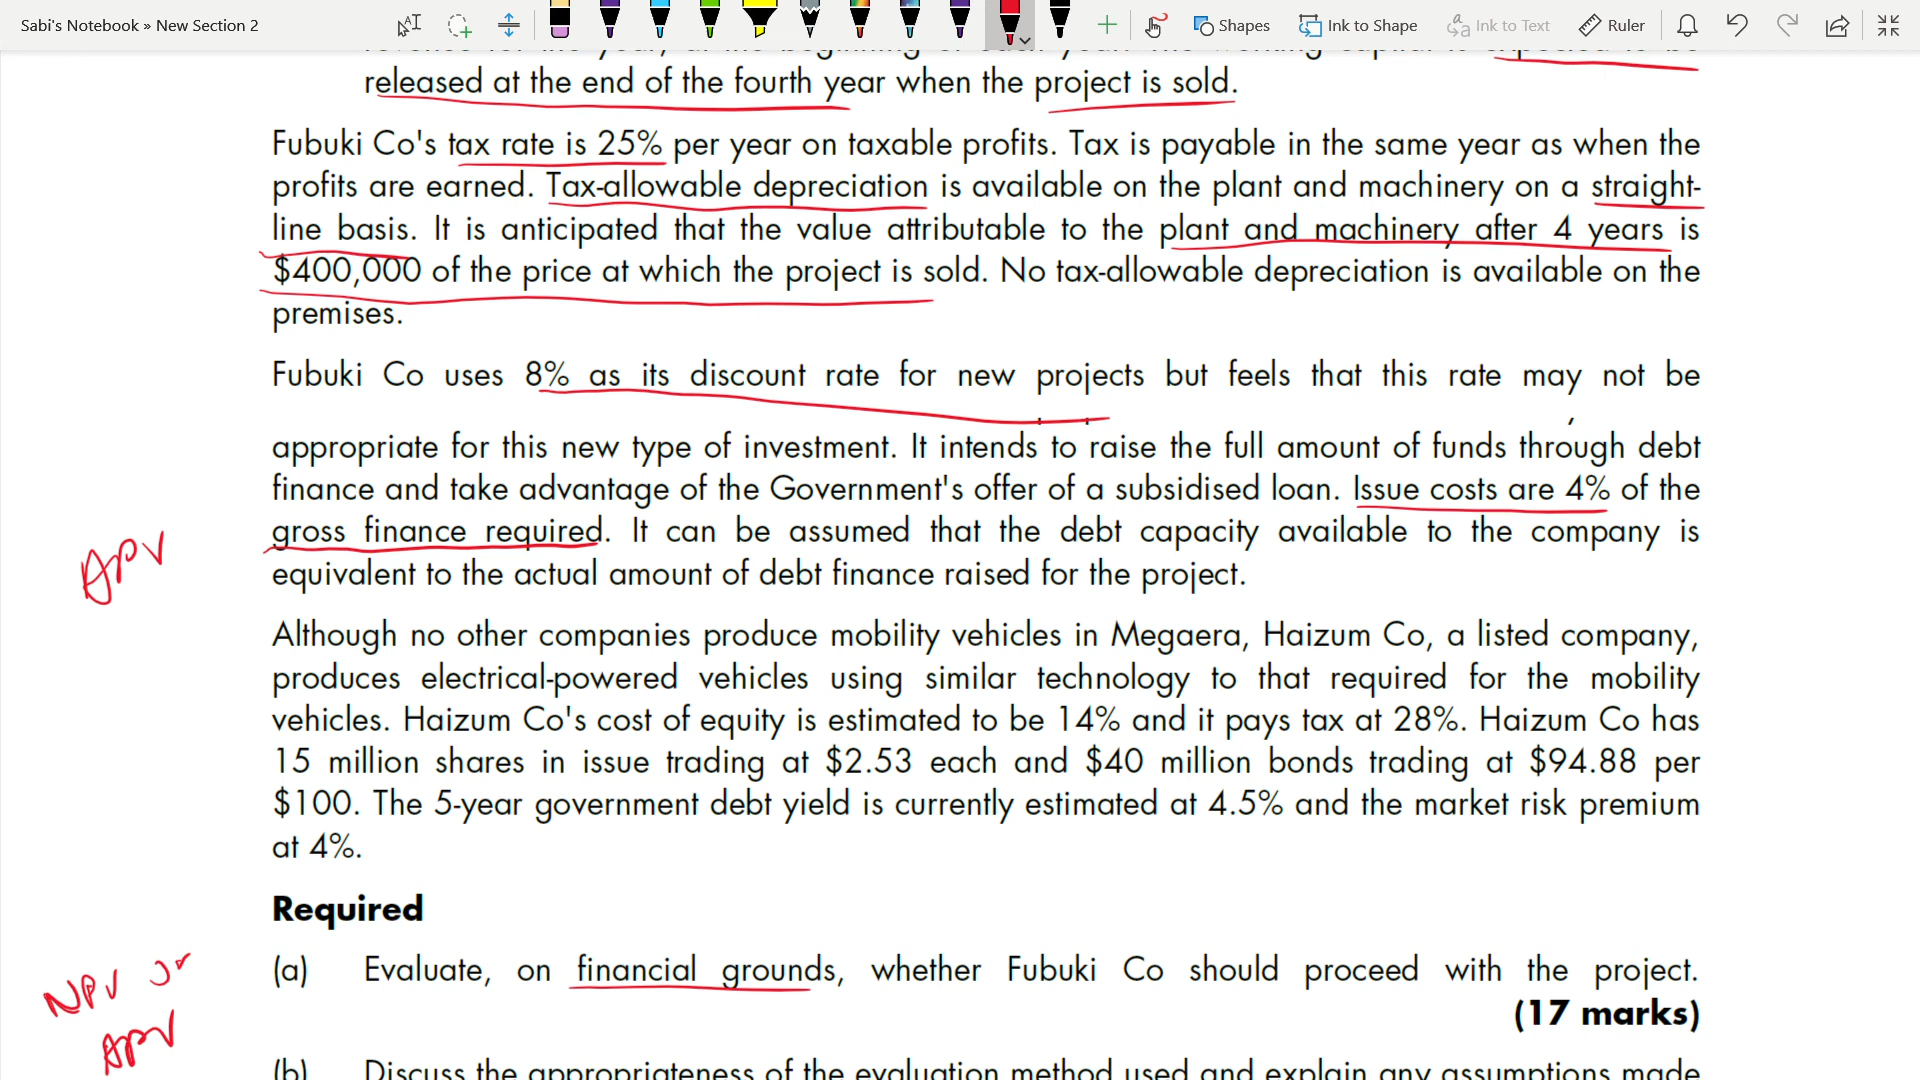 Sabi's Notebook » New Section 2
Shapes
Ink to Shape
Ink to Text
Ruler
released at the end of the fourth year when the project is sold.
Fubuki Co's tax rate is 25% per year on taxable profits. Tax is payable in the same year as when the
profits are earned. Tax-allowable depreciation is available on the plant and machinery on a straight-
line basis. It is anticipated that the value attributable to the plant and machinery after 4 years is
$400,000 of the price at which the project is sold. No tax-allowable depreciation is available on the
premises.
Fubuki Co uses 8% as its discount rate for new projects but feels that this rate may not be
appropriate for this new type of investment. It intends to raise the full amount of funds through debt
finance and take advantage of the Government's offer of a subsidised loan. Issue costs are 4% of the
gross finance required. It can be assumed that the debt capacity available to the company is
equivalent to the actual amount of debt finance raised for the project.
APV
Although no other companies produce mobility vehicles in Megaera, Haizum Co, a listed company,
produces electrical-powered vehicles using similar technology to that required for the mobility
vehicles. Haizum Co's cost of equity is estimated to be 14% and it pays tax at 28%. Haizum Co has
15 million shares in issue trading at $2.53 each and $40 million bonds trading at $94.88 per
$100. The 5-year government debt yield is currently estimated at 4.5% and the market risk premium
at 4%.
Required
(a) Evaluate, on financial grounds, whether Fubuki Co should proceed with the project.
(17 marks)
NPV or
APV
(b) Discuss the appropriateness of the evaluation method used and explain any assumptions made